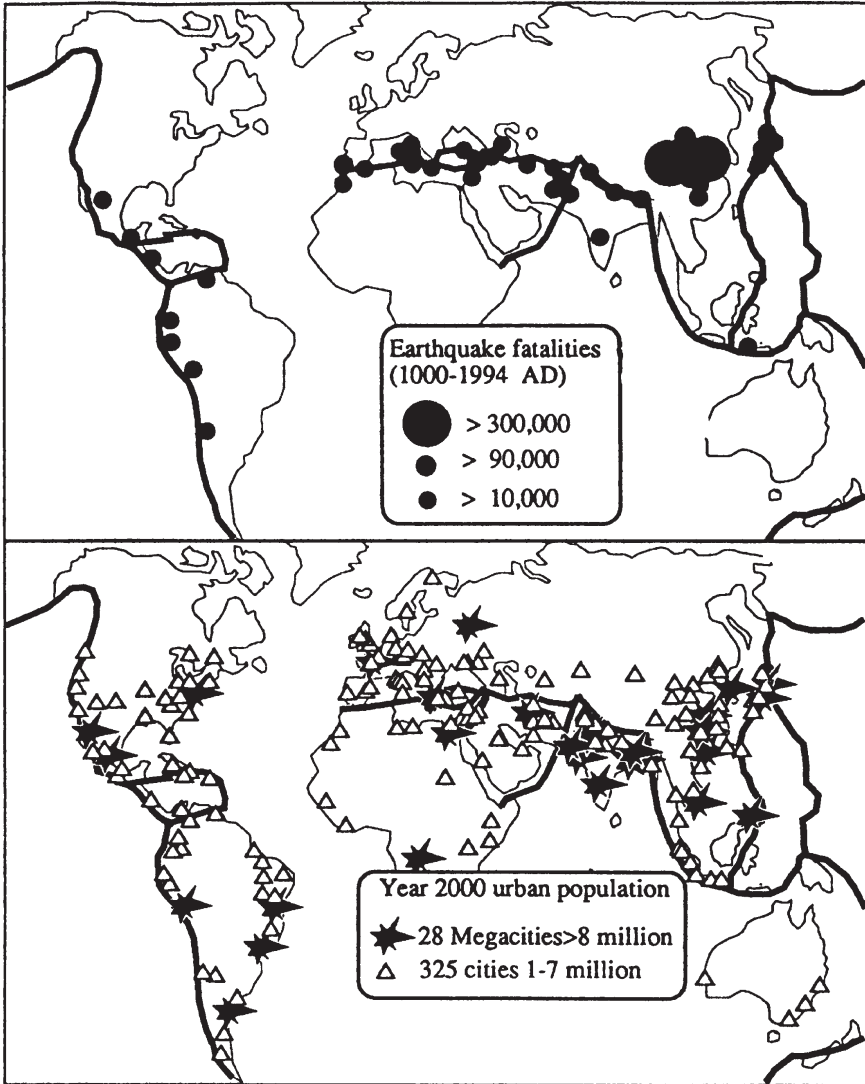 Earthquake fatalities
(1000-1994 AD)
> 300,000
> 90,000
> 10,000
Year 2000 urban population
28 Megacities>8 million
325 cities 1-7 million